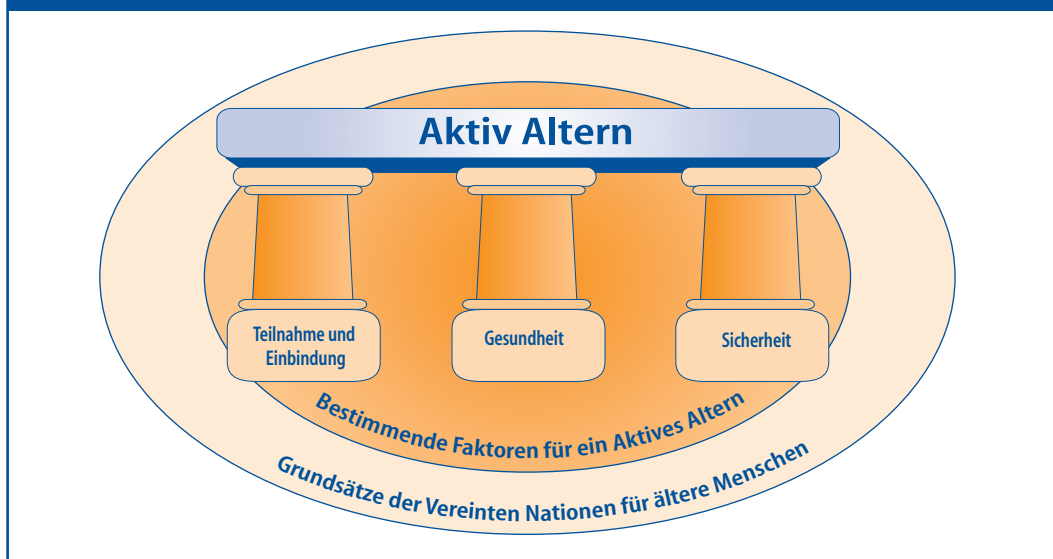 Aktiv Altern
Teilnahme und
Einbindung
Gesundheit
Sicherheit
Bestimmende Faktoren für ein Aktives Altern
Grundsätze der Vereinten Nationen für ältere Menschen